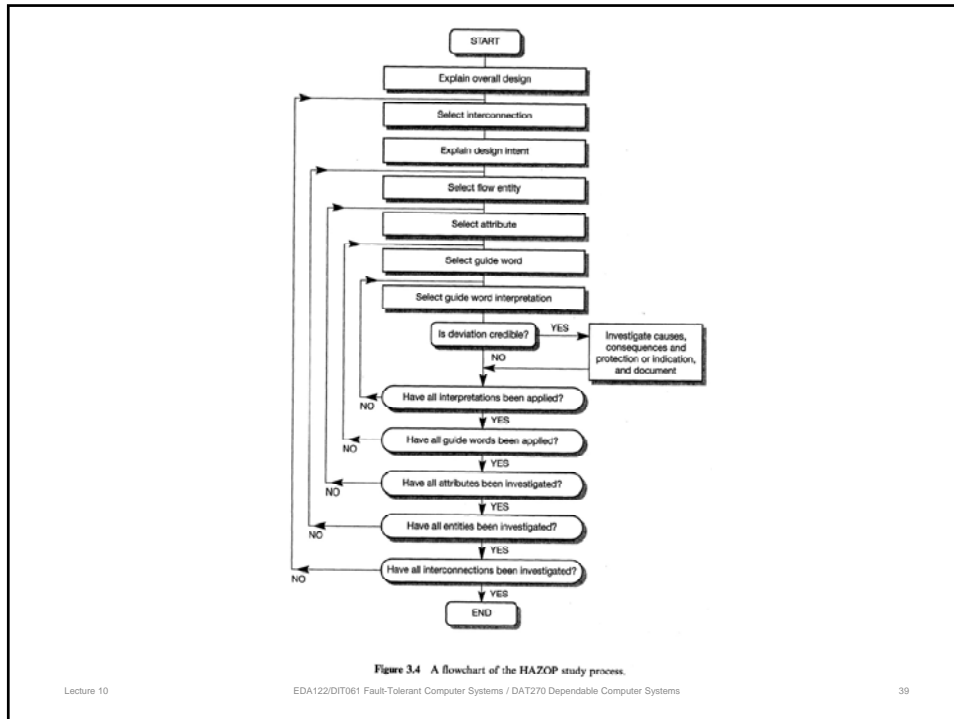 START
Explain overall design
Select interconnection
Explain design intent
Select flow entity
Select attribute
Select guide word
Select guide word interpretation
Is deviation credible?
YES
Investigate causes,
consequences and
protection or indication,
and document
NO
Have all interpretations been applied?
NO
YES
Have all guide words been applied?
NO
YES
Have all attributes been investigated?
NO
YES
Have all entities been investigated?
NO
YES
Have all interconnections been investigated?
NO
YES
END
Figure 3.4 A flowchart of the HAZOP study process.
Lecture 10
EDA122/DIT061 Fault-Tolerant Computer Systems / DAT270 Dependable Computer Systems
39